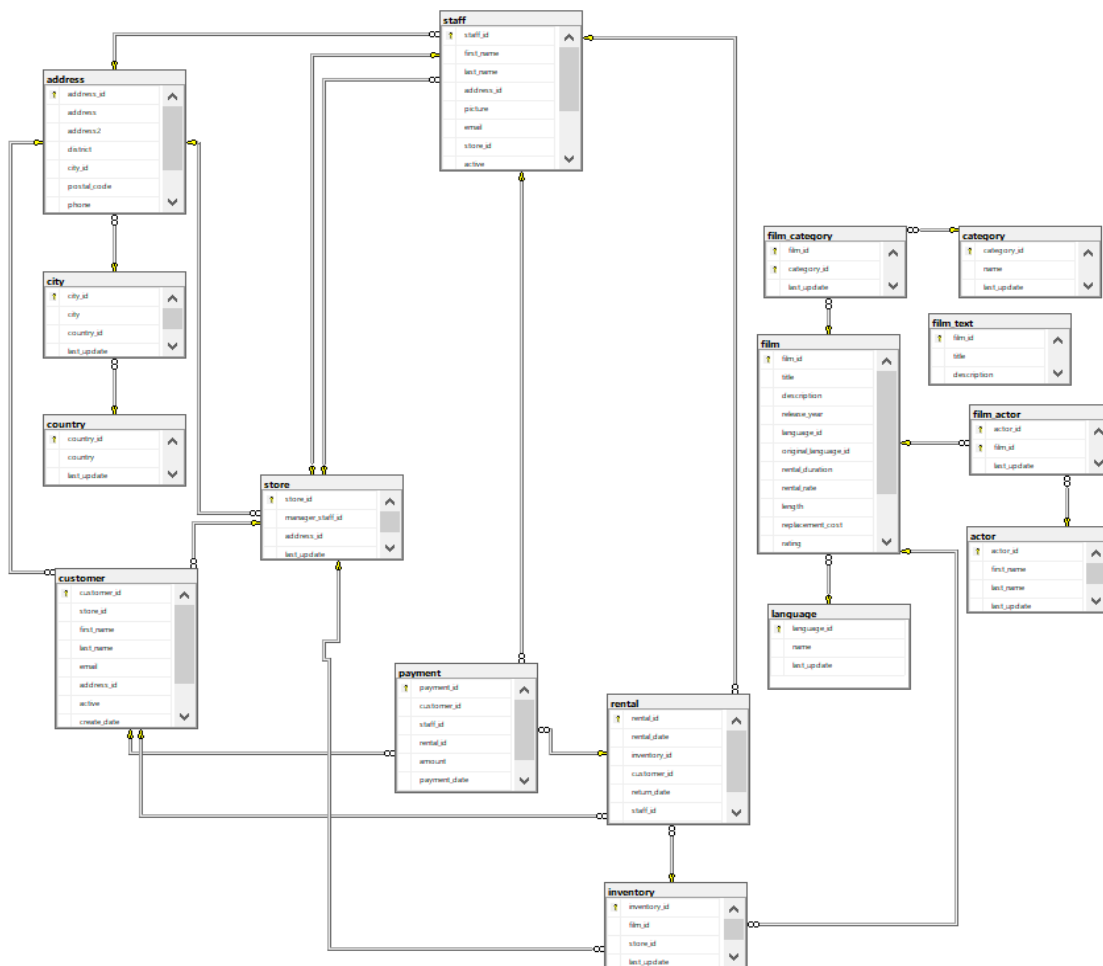 staff
staff_id
first_name
last_name
address_id
picture
email
store_id
active
address
address_id
address
address2
district
city_id
postal_code
phone
city
city_id
city
country_id
last_update
country
country_id
country
last_update
store
store_id
manager_staff_id
address_id
last_update
customer
customer_id
store_id
first_name
last_name
email
address_id
active
create_date
payment
payment_id
customer_id
staff_id
rental_id
amount
payment_date
rental
rental_id
rental_date
inventory_id
customer_id
return_date
staff_id
inventory
inventory_id
film_id
store_id
last_update
film_category
film_id
category_id
last_update
category
category_id
name
last_update
film_text
film_id
title
description
film
film_id
title
description
release_year
language_id
original_language_id
rental_duration
rental_rate
length
replacement_cost
rating
film_actor
actor_id
film_id
last_update
actor
actor_id
first_name
last_name
last_update
language
language_id
name
last_update